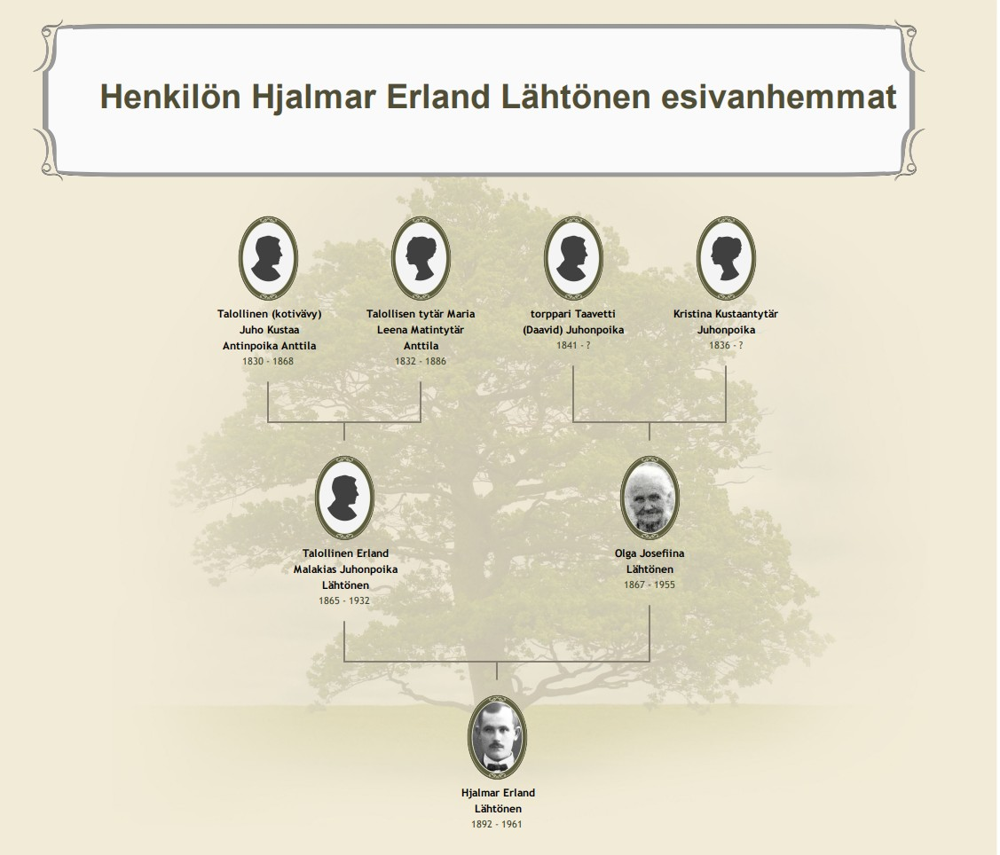 Henkilön Hjalmar Erland Lähtönen esivanhemmat
Talollinen (kotivävy)
Juho Kustaa
Antinpoika Anttila
1830 - 1868
Talollisen tytär Maria
Leena Matintytär
Anttila
1832 - 1886
torppari Taavetti
(Daavid) Juhonpoika
1841 - ?
Kristina Kustaantytär
Juhonpoika
1836 - ?
Talollinen Erland
Malakias Juhonpoika
Lähtönen
1865 - 1932
Olga Josefiina
Lähtönen
1867 - 1955
Hjalmar Erland
Lähtönen
1892 - 1961